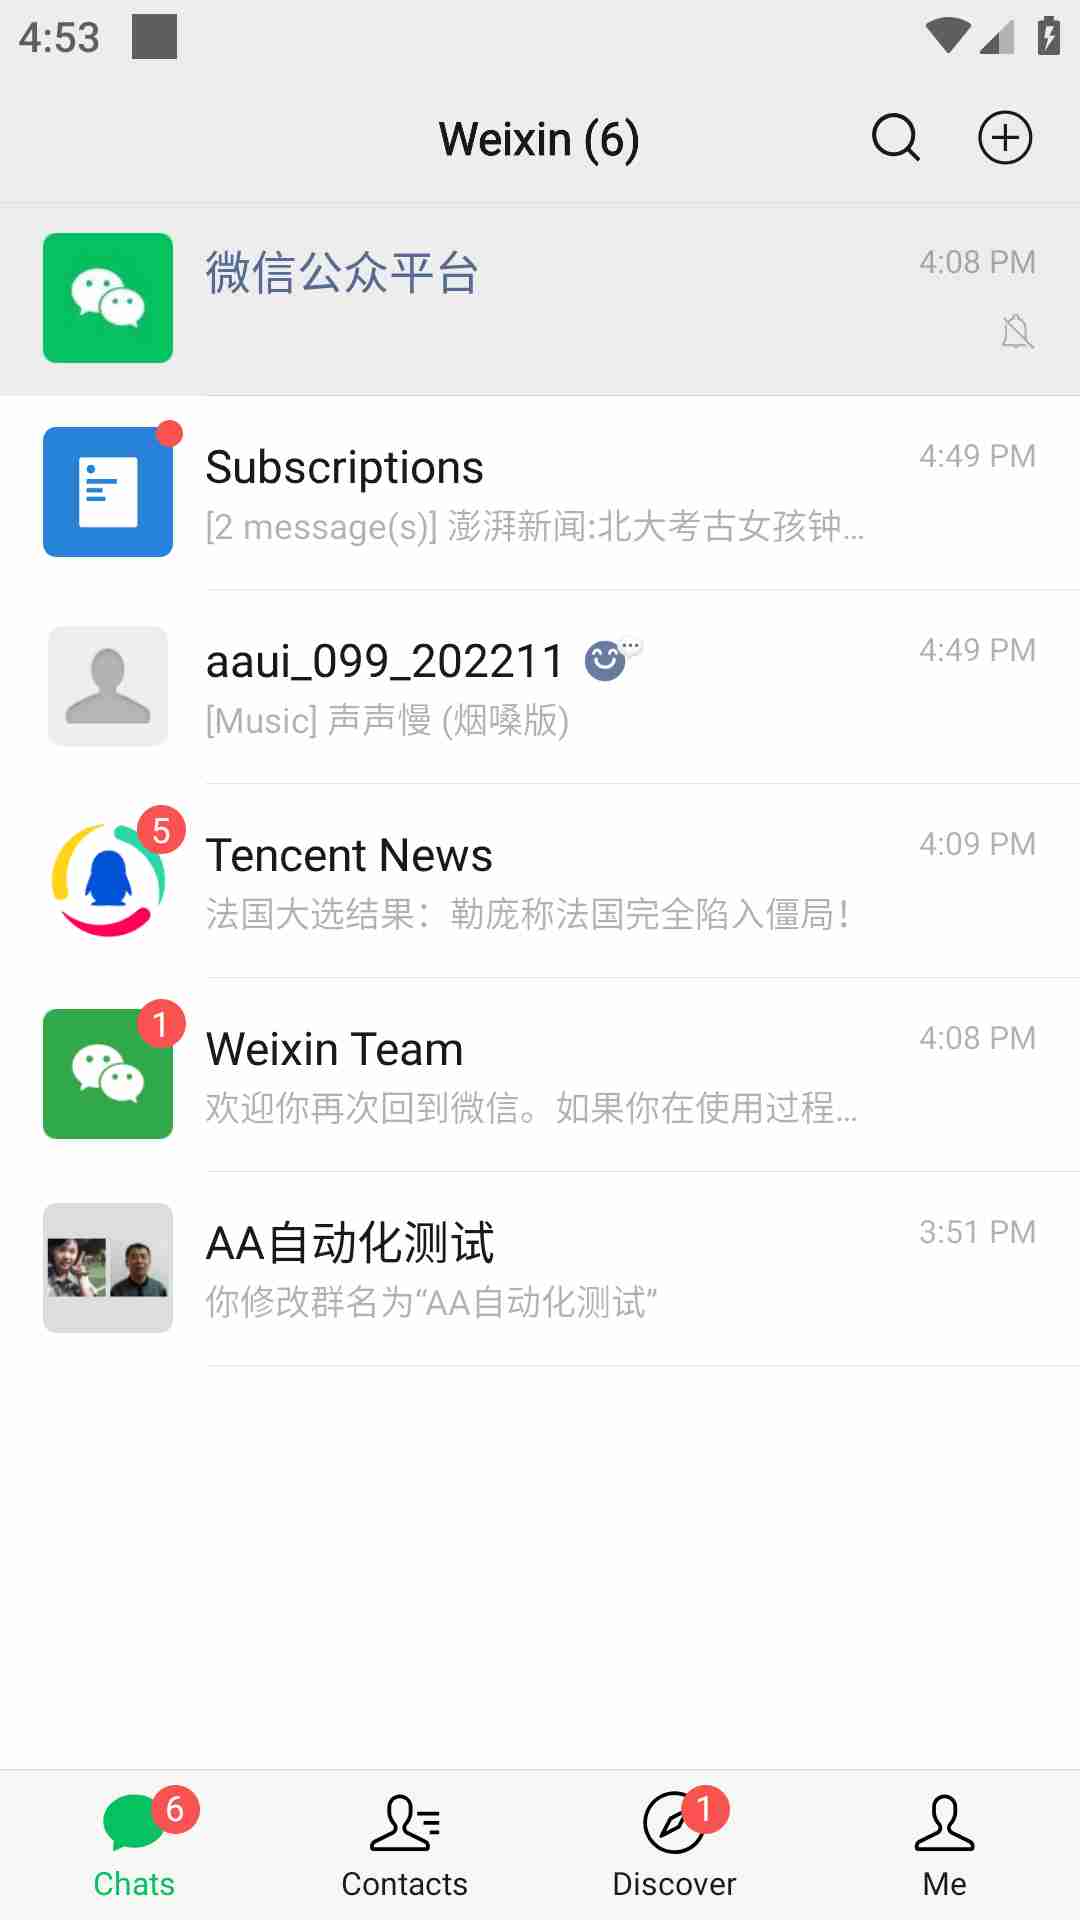 4:53
Weixin (6)
微信公众平台
4:08 PM
Subscriptions
4:49 PM
[2 message(s)] 澎湃新闻:北大考古女孩钟...
aaui_099_202211
4:49 PM
[Music] 声声慢 (烟嗓版)
5
Tencent News
4:09 PM
法国大选结果：勒庞称法国完全陷入僵局！
1
Weixin Team
4:08 PM
欢迎你再次回到微信。如果你在使用过程...
AA自动化测试
3:51 PM
你修改群名为“AA自动化测试”
6
1
Chats
Contacts
Discover
Me